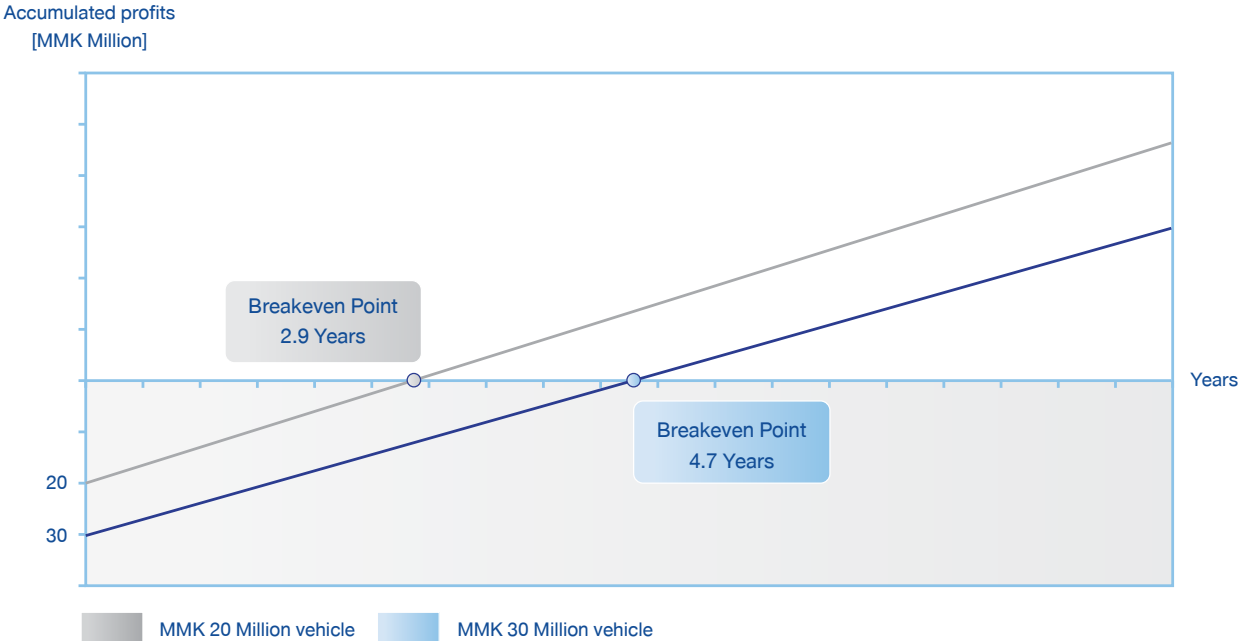 Accumulated profits
[MMK Million]
Breakeven Point
2.9 Years
Years
Breakeven Point
4.7 Years
20
30
MMK 20 Million vehicle
MMK 30 Million vehicle